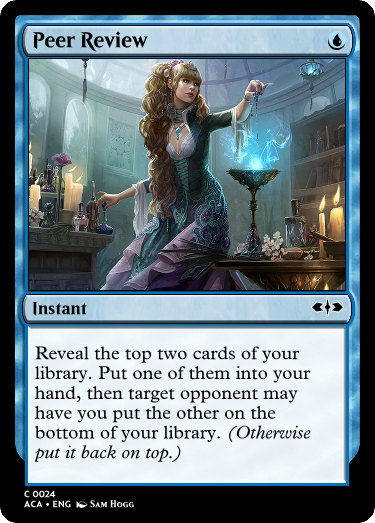 Peer Review
Instant
Reveal the top two cards of your
library. Put one of them into your
hand, then target opponent may
have you put the other on the
bottom of your library. (Otherwise
put it back on top.)
C 0024
ACA • ENG Sam Hogg